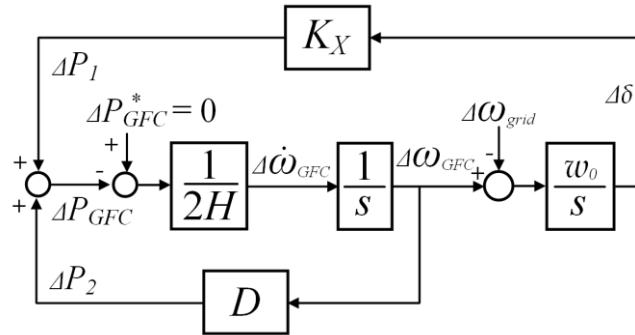 K_X
ΔP_1
Δδ
ΔP*_GFC = 0
Δω_grid
+
-
+
+
-
+
1/2H
Δω̇_GFC
1/s
Δω_GFC
w_0/s
ΔP_GFC
ΔP_2
D